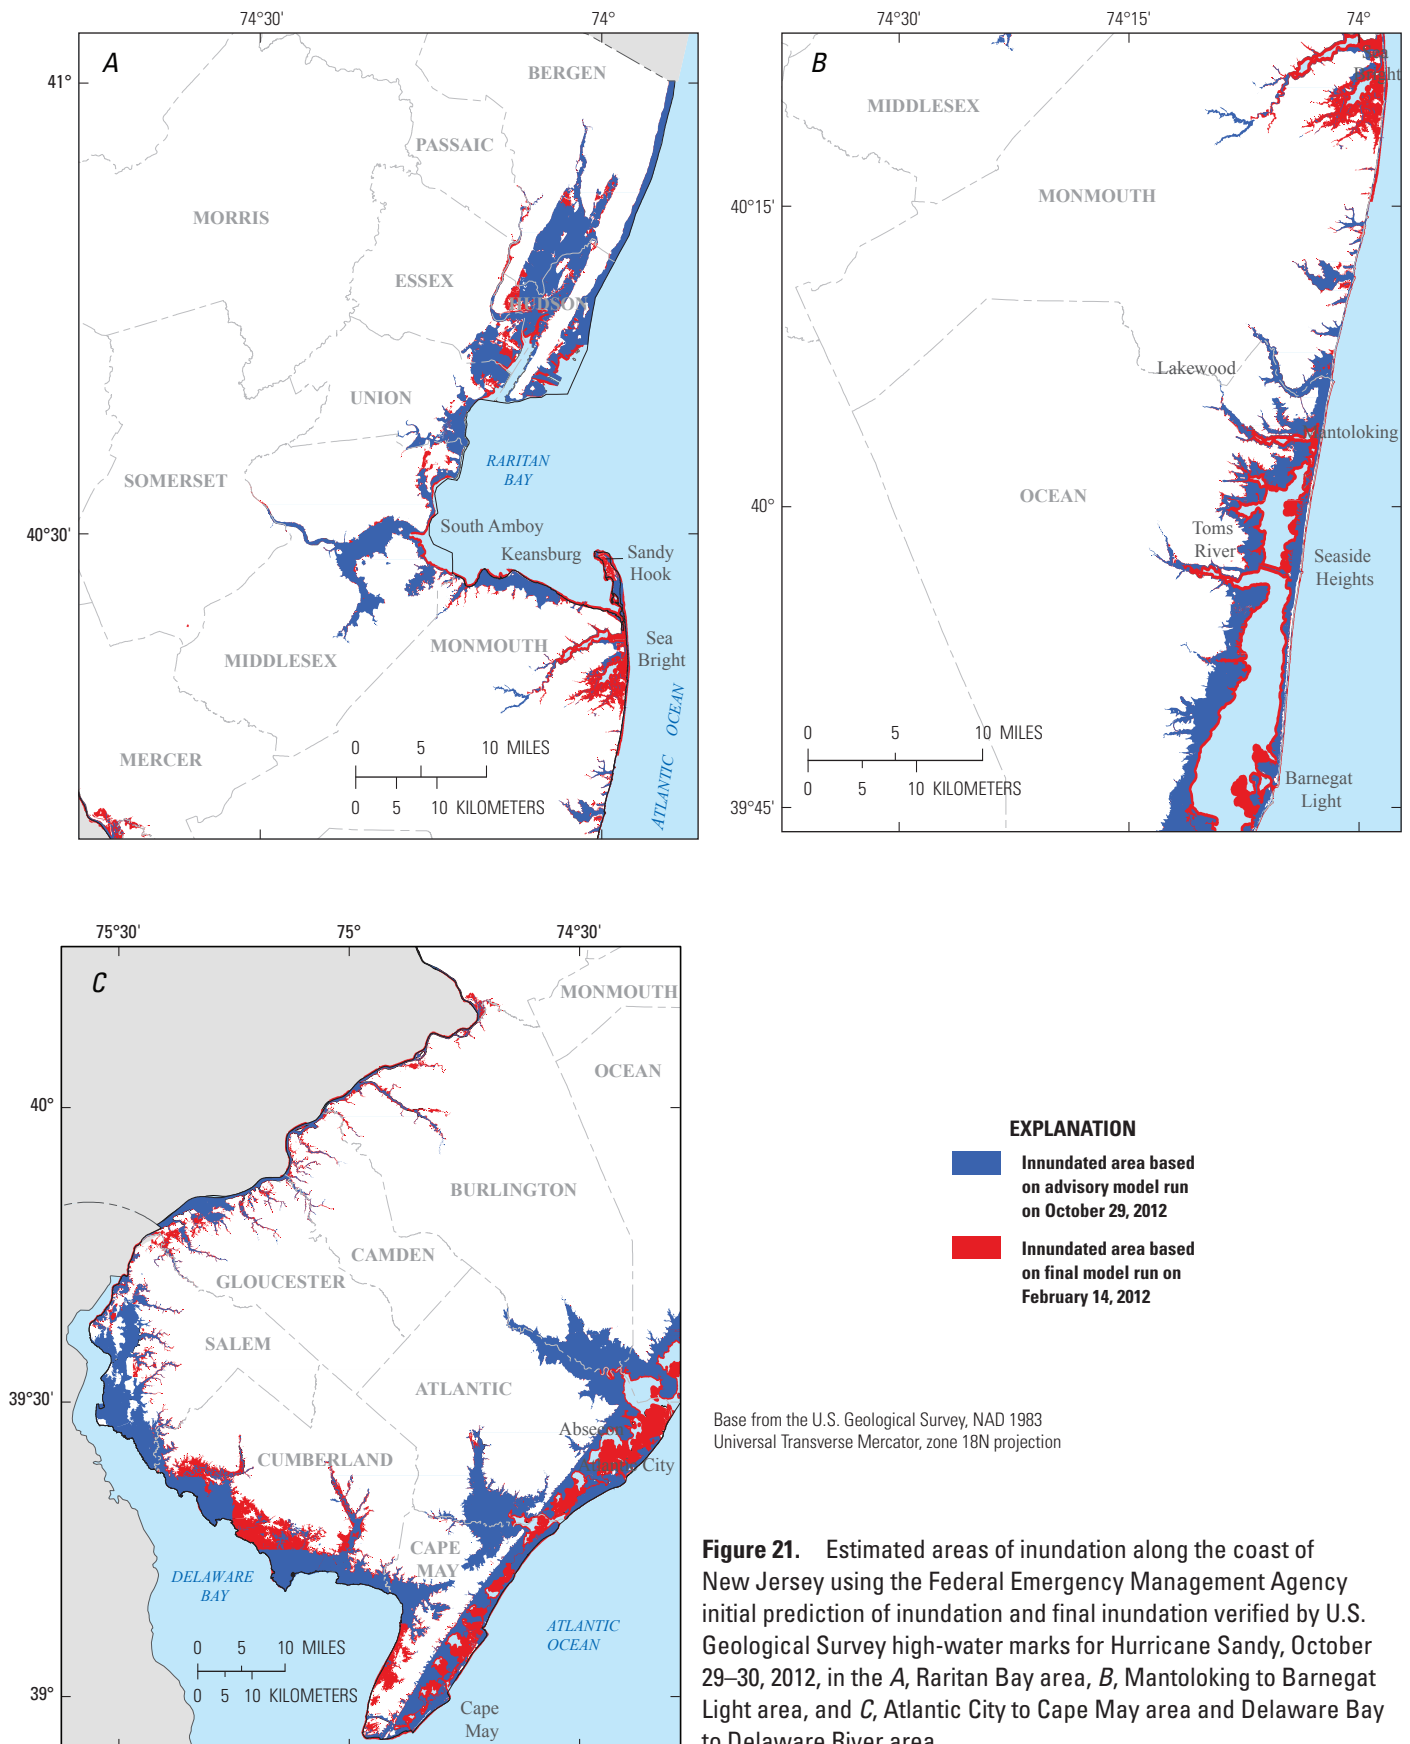 74°30'
74°
A
41°
BERGEN
PASSAIC
MORRIS
ESSEX
HUDSON
UNION
SOMERSET
RARITAN
BAY
40°30'
South Amboy
Keansburg
Sandy
Hook
MIDDLESEX
MONMOUTH
Sea
Bright
MERCER
ATLANTIC OCEAN
0 5 10 MILES
0 5 10 KILOMETERS
74°30'
74°15'
74°
B
MIDDLESEX
Bright
MONMOUTH
40°15'
Lakewood
Mantoloking
OCEAN
40°
Toms
River
Seaside
Heights
0 5 10 MILES
0 5 10 KILOMETERS
Barnegat
Light
39°45'
75°30'
75°
74°30'
C
MONMOUTH
OCEAN
40°
BURLINGTON
CAMDEN
GLOUCESTER
SALEM
ATLANTIC
39°30'
Absecon
CUMBERLAND
City
CAPE
MAY
DELAWARE
BAY
ATLANTIC
OCEAN
0 5 10 MILES
0 5 10 KILOMETERS
39°
Cape
May
EXPLANATION
Innundated area based
on advisory model run
on October 29, 2012
Innundated area based
on final model run on
February 14, 2012
Base from the U.S. Geological Survey, NAD 1983
Universal Transverse Mercator, zone 18N projection
Figure 21. Estimated areas of inundation along the coast of
New Jersey using the Federal Emergency Management Agency
initial prediction of inundation and final inundation verified by U.S.
Geological Survey high-water marks for Hurricane Sandy, October
29–30, 2012, in the A, Raritan Bay area, B, Mantoloking to Barnegat
Light area, and C, Atlantic City to Cape May area and Delaware Bay
to Delaware River area